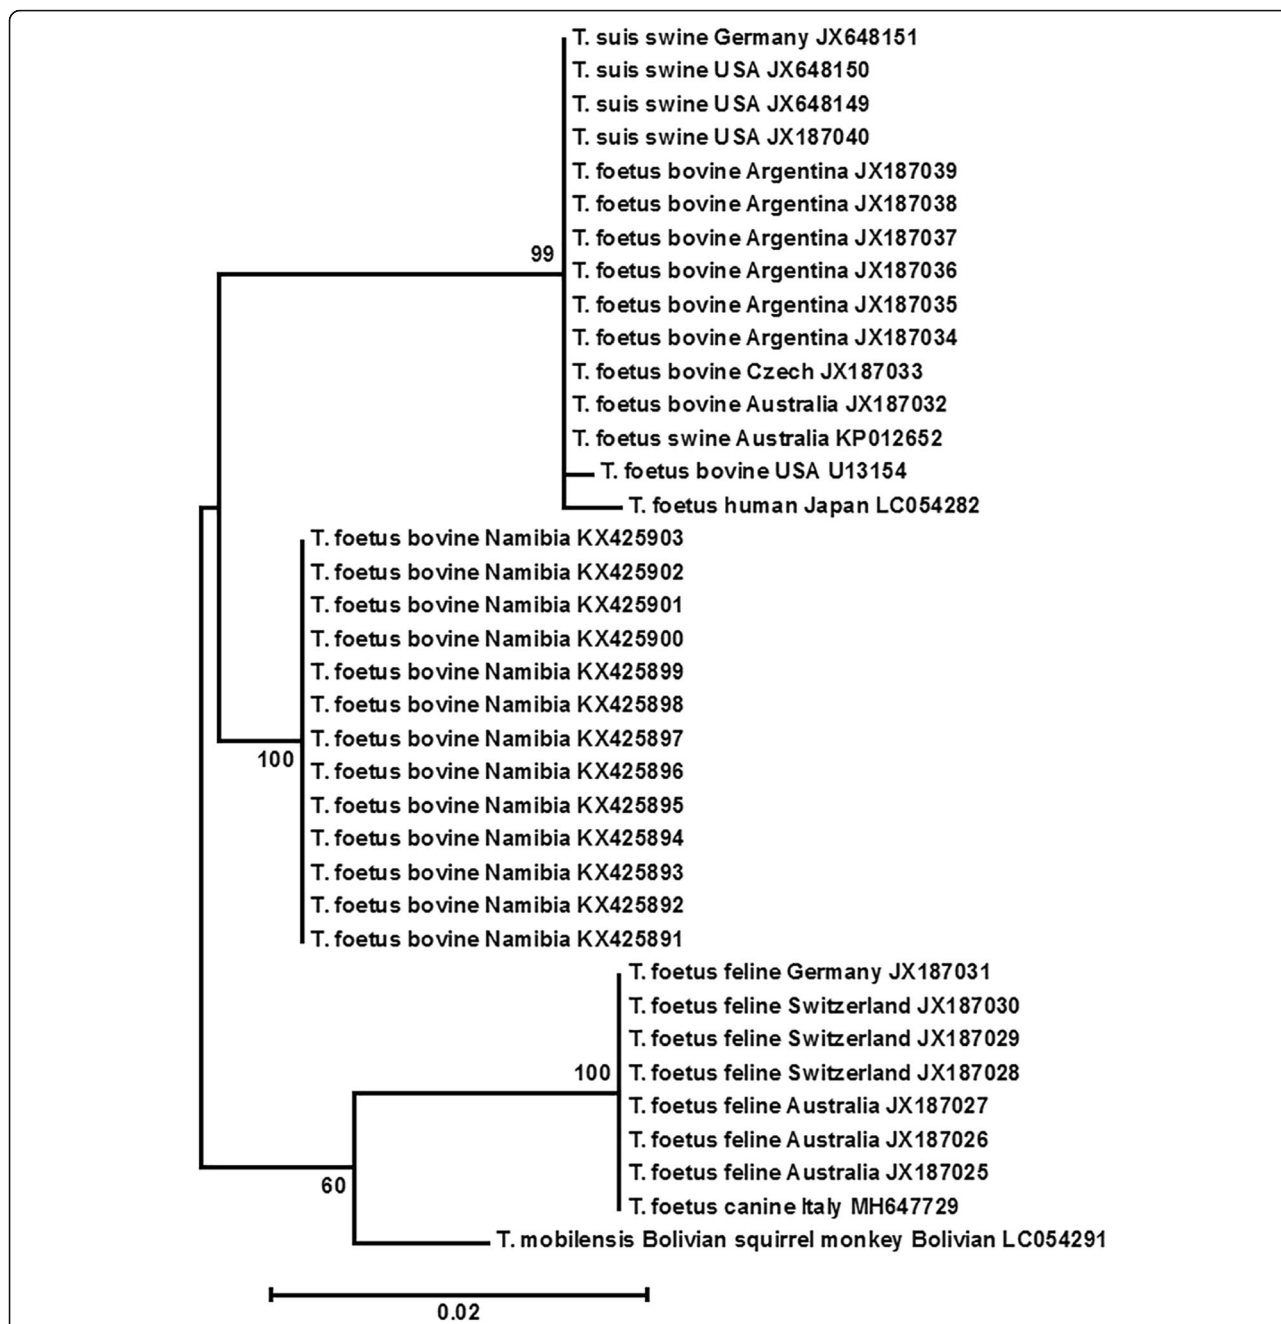 T. suis swine Germany JX648151
T. suis swine USA JX648150
T. suis swine USA JX648149
T. suis swine USA JX187040
T. foetus bovine Argentina JX187039
T. foetus bovine Argentina JX187038
T. foetus bovine Argentina JX187037
99
T. foetus bovine Argentina JX187036
T. foetus bovine Argentina JX187035
T. foetus bovine Argentina JX187034
T. foetus bovine Czech JX187033
T. foetus bovine Australia JX187032
T. foetus swine Australia KP012652
T. foetus bovine USA U13154
T. foetus human Japan LC054282
T. foetus bovine Namibia KX425903
T. foetus bovine Namibia KX425902
T. foetus bovine Namibia KX425901
T. foetus bovine Namibia KX425900
T. foetus bovine Namibia KX425899
T. foetus bovine Namibia KX425898
T. foetus bovine Namibia KX425897
100
T. foetus bovine Namibia KX425896
T. foetus bovine Namibia KX425895
T. foetus bovine Namibia KX425894
T. foetus bovine Namibia KX425893
T. foetus bovine Namibia KX425892
T. foetus bovine Namibia KX425891
T. foetus feline Germany JX187031
T. foetus feline Switzerland JX187030
T. foetus feline Switzerland JX187029
100
T. foetus feline Switzerland JX187028
T. foetus feline Australia JX187027
T. foetus feline Australia JX187026
T. foetus feline Australia JX187025
60
T. foetus canine Italy MH647729
T. mobilensis Bolivian squirrel monkey Bolivian LC054291
0.02